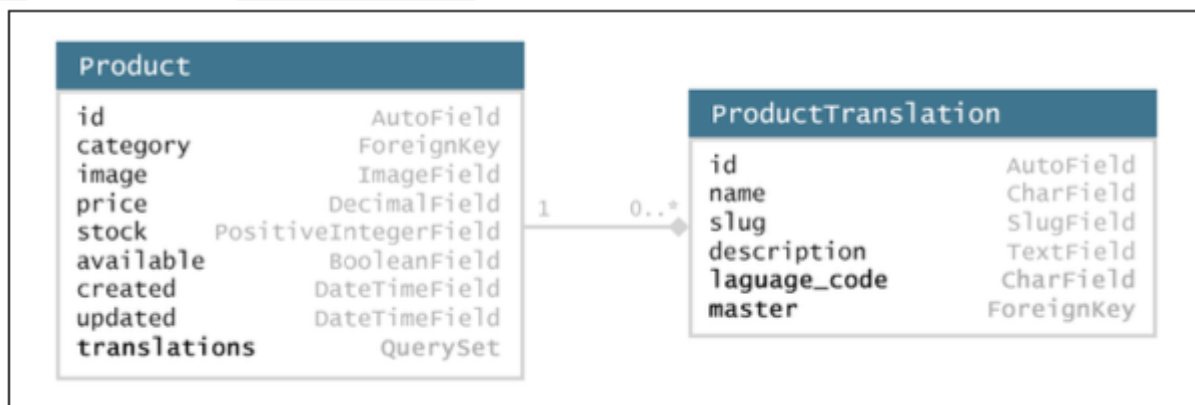 Product
id AutoField
category ForeignKey
image ImageField
price DecimalField
stock PositiveIntegerField
available BooleanField
created DateTimeField
updated DateTimeField
translations QuerySet
1 0..*
ProductTranslation
id AutoField
name CharField
slug SlugField
description TextField
laguage_code CharField
master ForeignKey